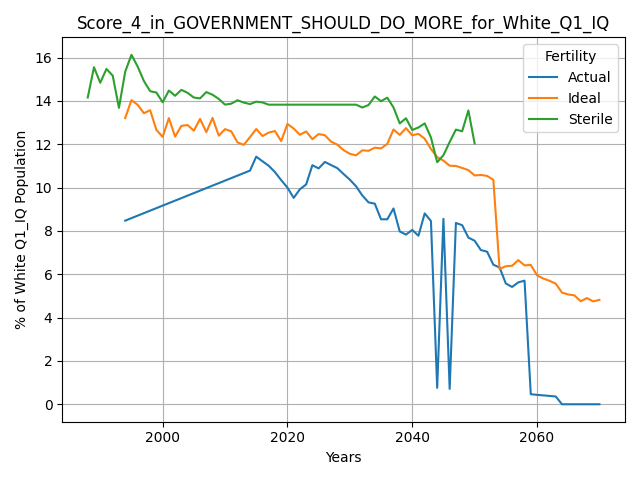 Score_4_in_GOVERNMENT_SHOULD_DO_MORE_for_White_Q1_IQ
Fertility
Actual
Ideal
Sterile
% of White Q1_IQ Population
16
14
12
10
8
6
4
2
0
2000
2020
2040
2060
Years